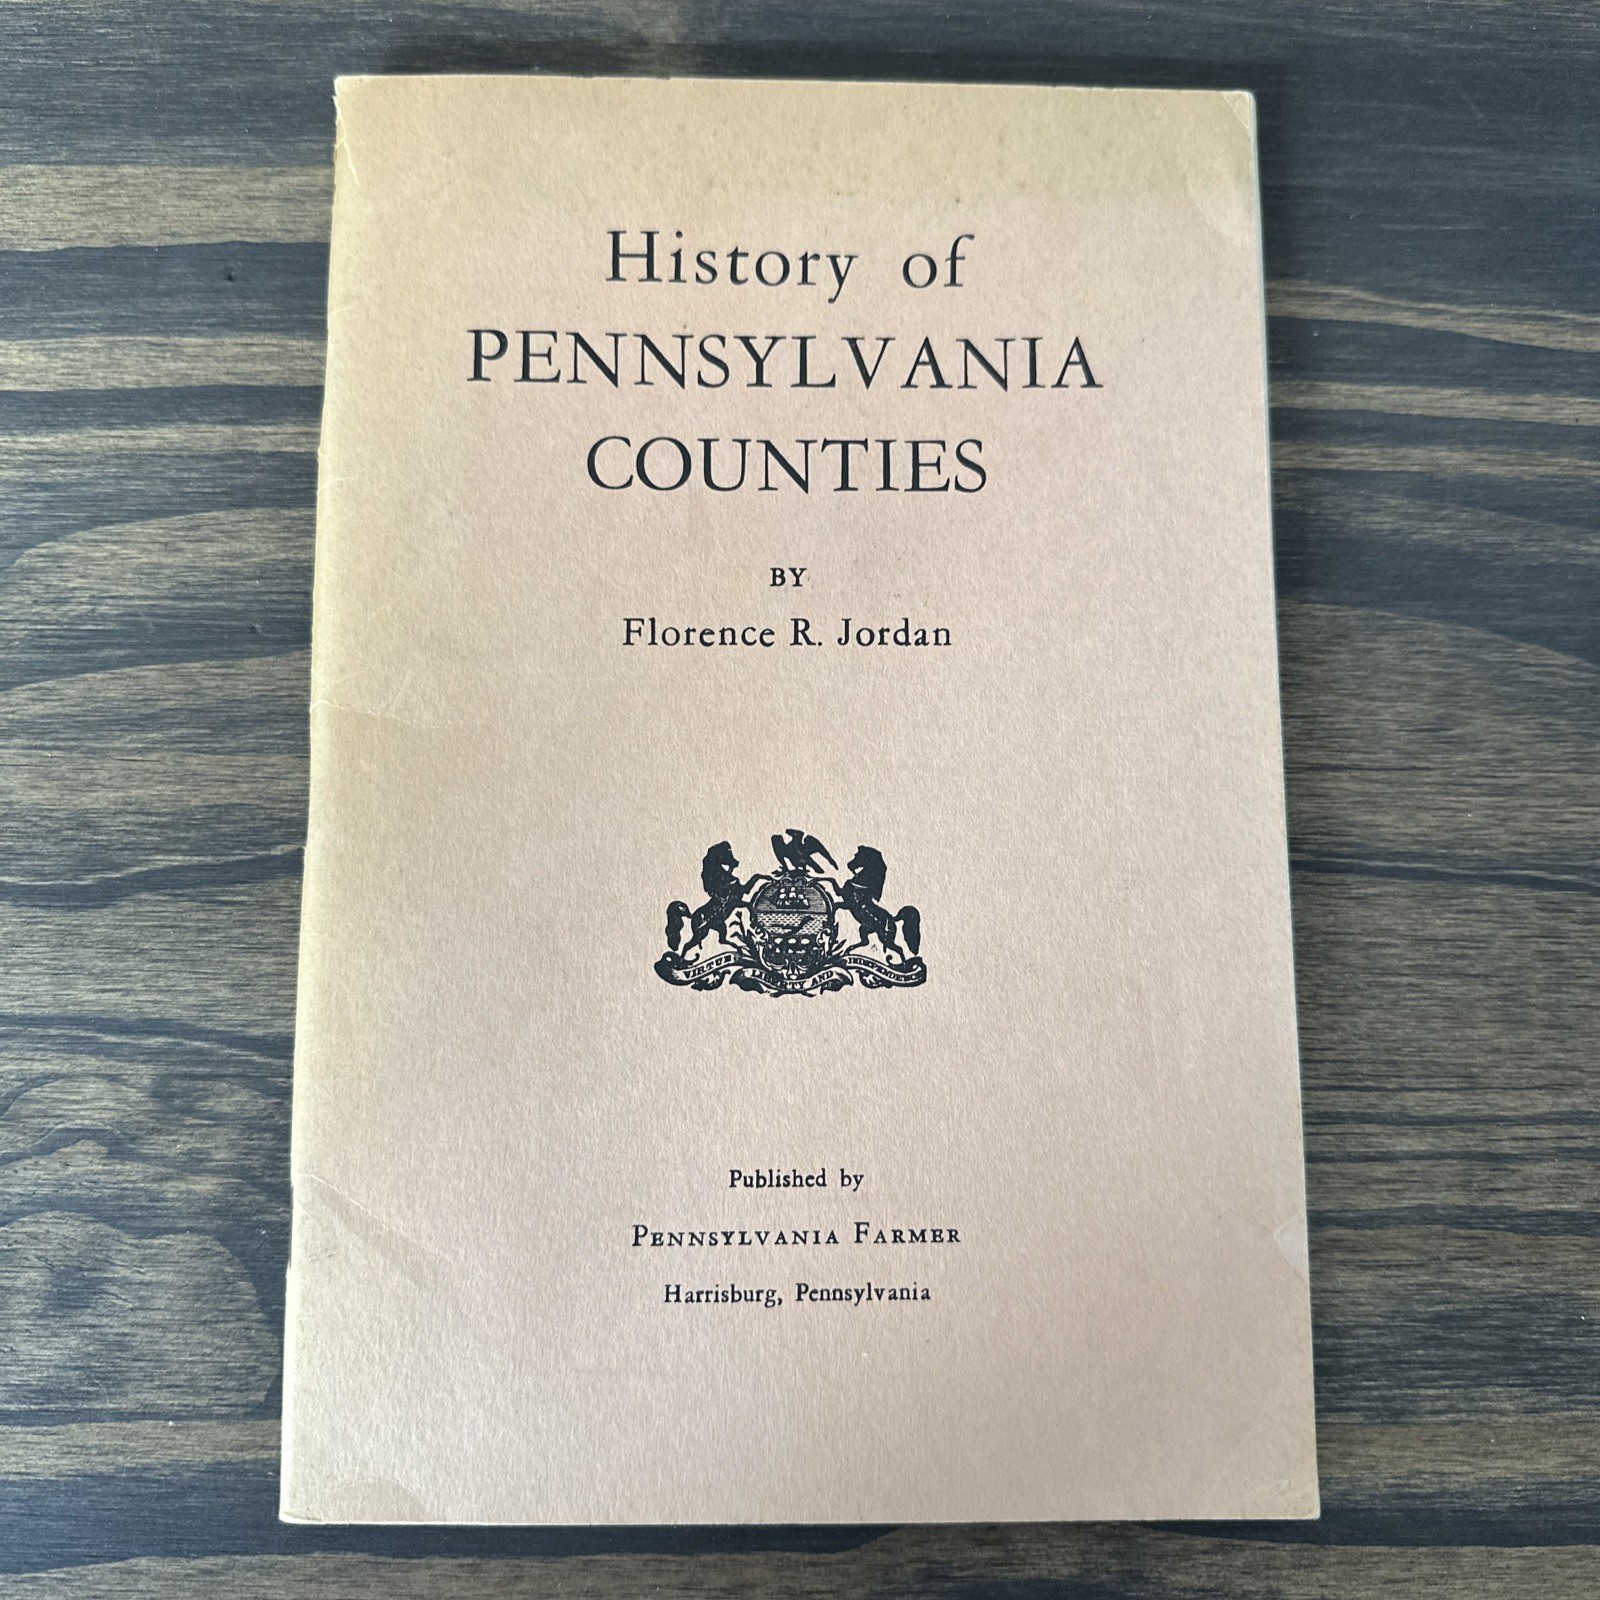 History of
PENNSYLVANIA
COUNTIES
BY
Florence R. Jordan
VIRTUE LIBERTY AND INDEPENDENCE
Published by
PENNSYLVANIA FARMER
Harrisburg, Pennsylvania